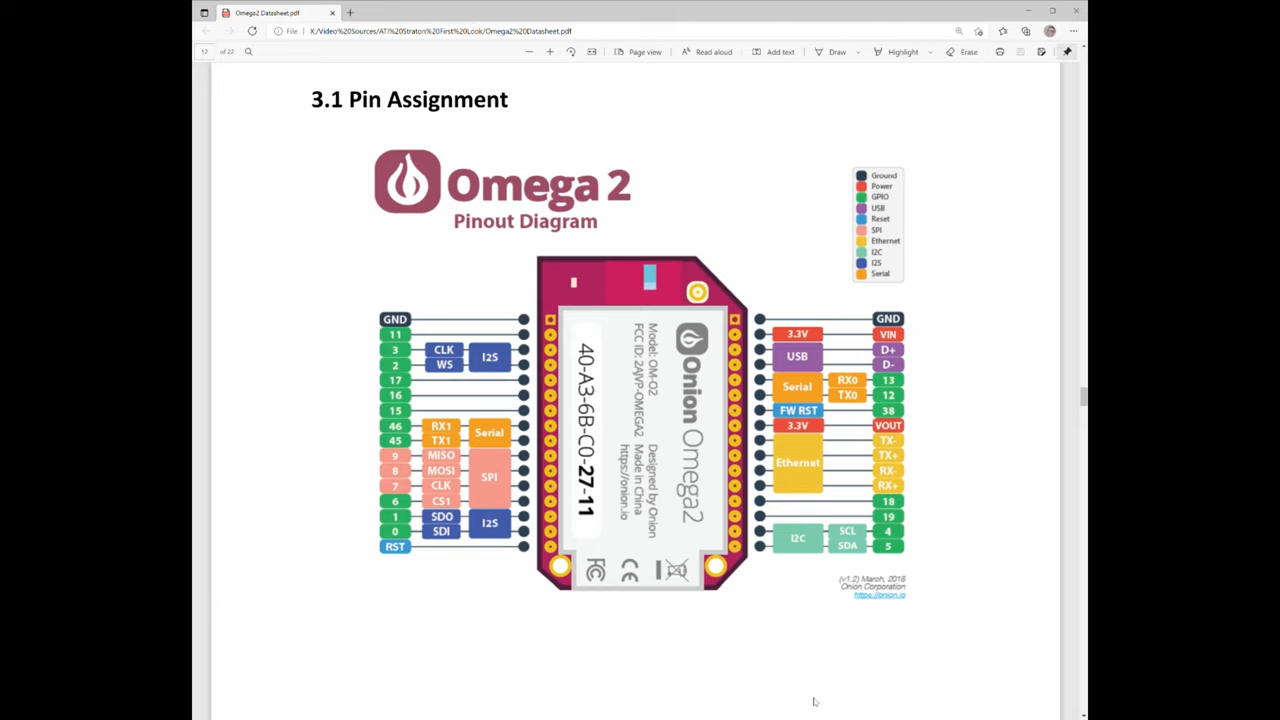 Omega2 Datasheet.pdf
File
X:/Video%20Sources/ATI%20Straton%20First%20Look/Omega2%20Datasheet.pdf
12 of 22
Page view
Read aloud
Add text
Draw
Highlight
Erase
3.1 Pin Assignment
Omega 2
Pinout Diagram
Ground
Power
GPIO
USB
Reset
SPI
Ethernet
I2C
I2S
Serial
GND
11
3 CLK I2S
2 WS
17
16
15
46 RX1 Serial
45 TX1
9 MISO SPI
8 MOSI
7 CLK
6 CS1
1 SDO I2S
0 SDI
RST
40-A3-6B-C0-27-11
Model: OM-O2
FCC ID: 2AJVP-OMEGA2
Designed by Onion
Made in China
https://onion.io
Onion Omega2
FC
CE
GND
3.3V VIN
USB D+
D-
Serial RX0 13
TX0 12
FW RST 38
3.3V VOUT
Ethernet TX-
TX+
RX-
RX+
18
19
I2C SCL 4
SDA 5
(v1.2) March, 2018
Onion Corporation
https://onion.io